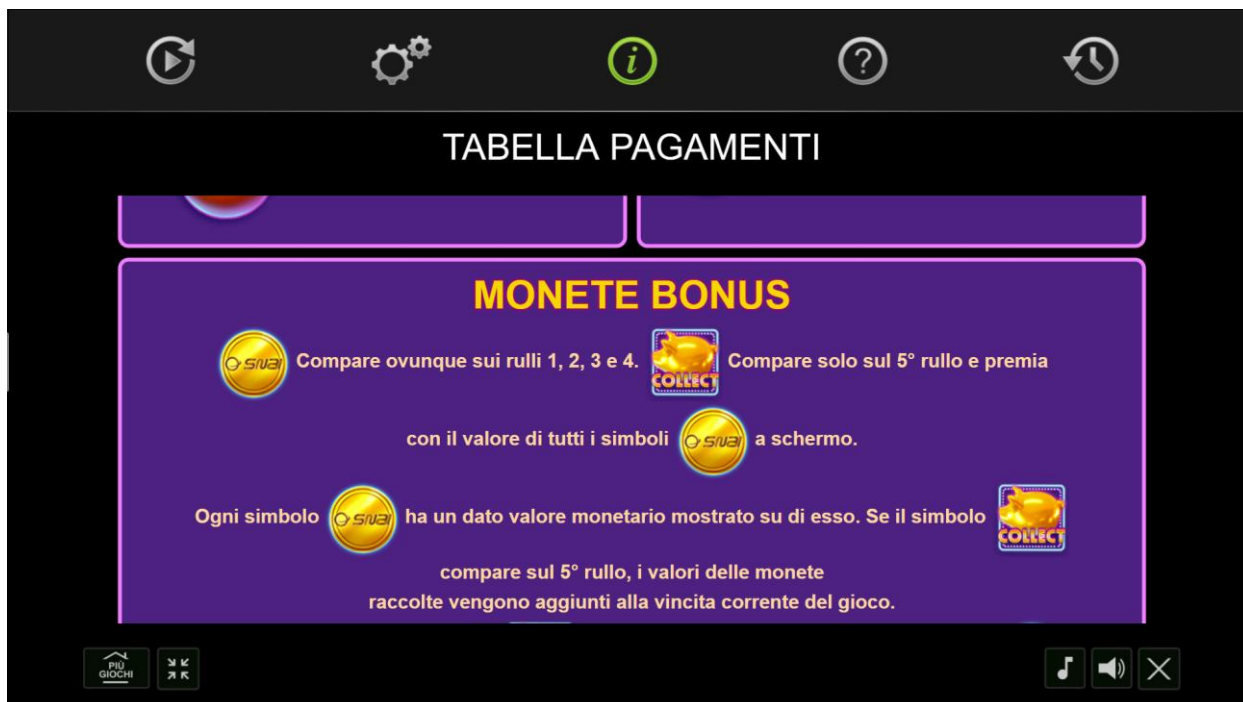 TABELLA PAGAMENTI
MONETE BONUS
SNAI Compare ovunque sui rulli 1, 2, 3 e 4. COLLECT Compare solo sul 5° rullo e premia
con il valore di tutti i simboli SNAI a schermo.
Ogni simbolo SNAI ha un dato valore monetario mostrato su di esso. Se il simbolo COLLECT
compare sul 5° rullo, i valori delle monete
raccolte vengono aggiunti alla vincita corrente del gioco.
PIÙ
GIOCHI